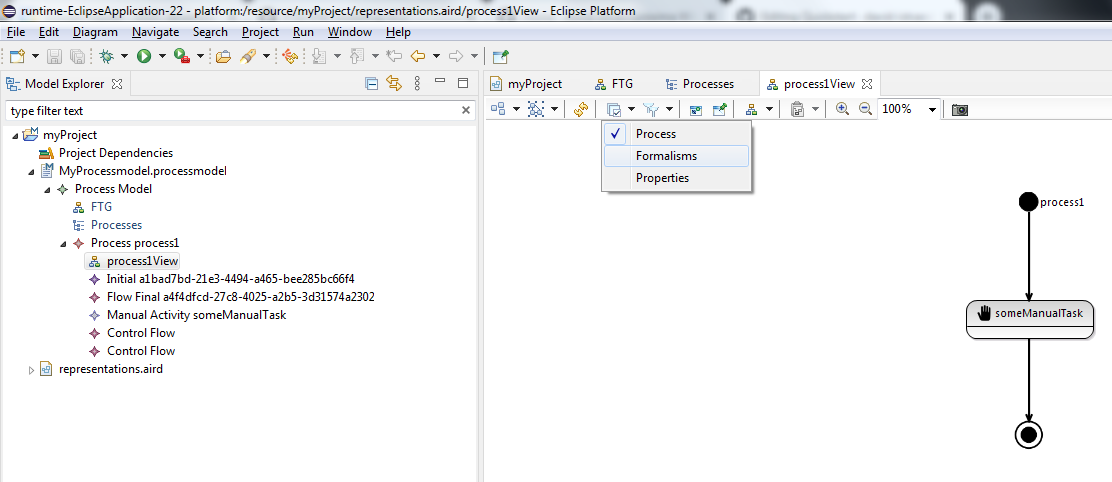 runtime-EclipseApplication-22 - platform:/resource/myProject/representations.aird/process1View - Eclipse Platform
File Edit Diagram Navigate Search Project Run Window Help
Model Explorer
type filter text
myProject
Project Dependencies
MyProcessmodel.processmodel
Process Model
FTG
Processes
Process process1
process1View
Initial a1bad7bd-21e3-4494-a465-bee285bc66f4
Flow Final a4f4dfcd-27c8-4025-a2b5-3d31574a2302
Manual Activity someManualTask
Control Flow
Control Flow
representations.aird
myProject FTG Processes process1View
100%
Process
Formalisms
Properties
process1
someManualTask